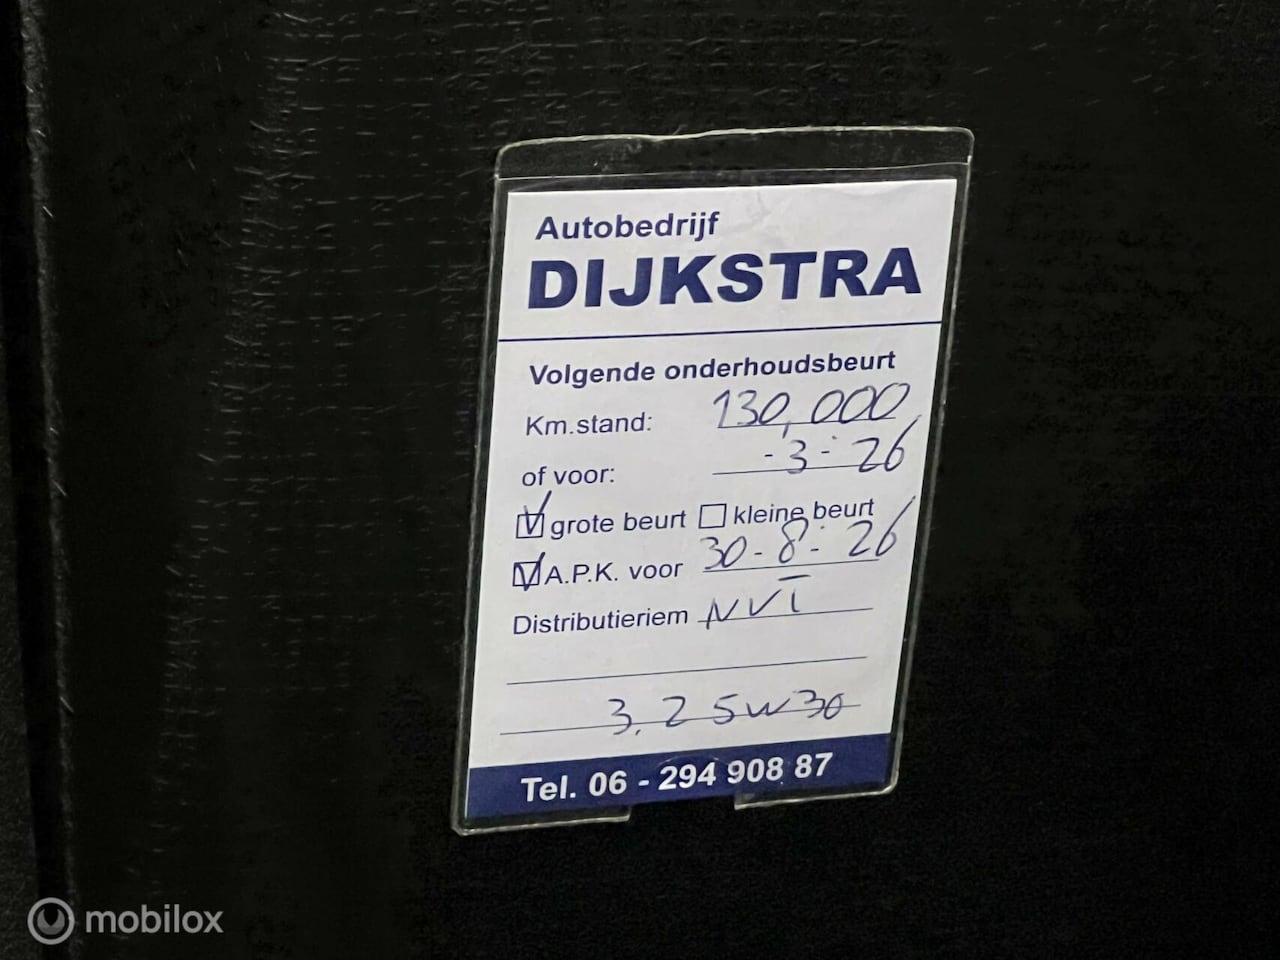 Autobedrijf
DIJKSTRA
Volgende onderhoudsbeurt
Km.stand: 130,000
of voor: -3-26
grote beurt kleine beurt
A.P.K. voor 30-8-26
Distributieriem NVT
3,2 5W30
Tel. 06 - 294 908 87
mobilox